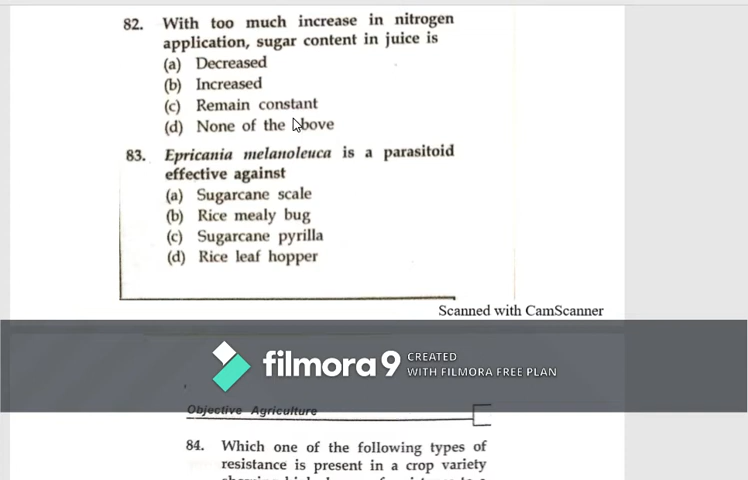 82. With too much increase in nitrogen
application, sugar content in juice is
(a) Decreased
(b) Increased
(c) Remain constant
(d) None of the above
83. Epricania melanoleuca is a parasitoid
effective against
(a) Sugarcane scale
(b) Rice mealy bug
(c) Sugarcane pyrilla
(d) Rice leaf hopper
Scanned with CamScanner
filmora9 CREATED
WITH FILMORA FREE PLAN
Objective Agriculture
84. Which one of the following types of
resistance is present in a crop variety